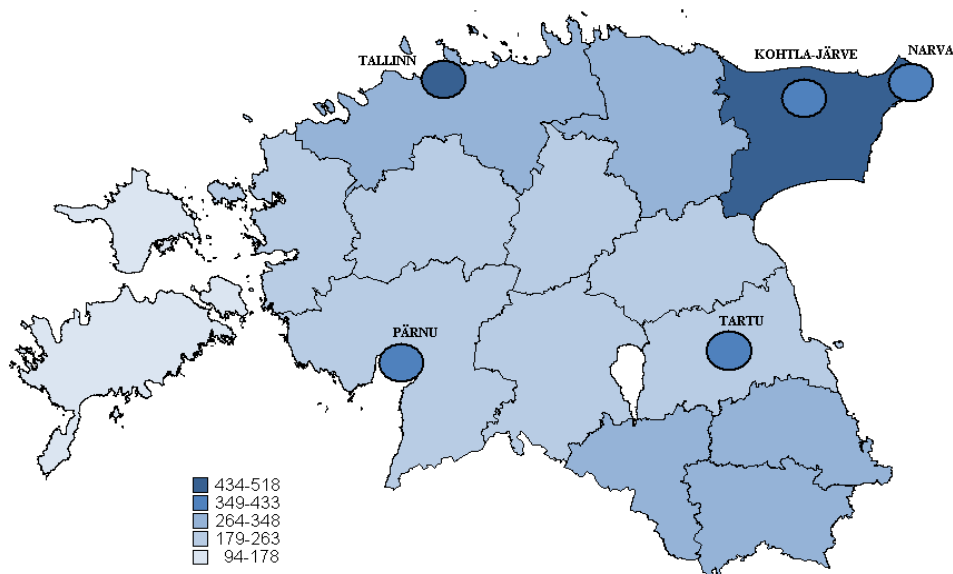 TALLINN
KOHTLA-JÄRVE
NARVA
PÄRNU
TARTU
434-518
349-433
264-348
179-263
94-178